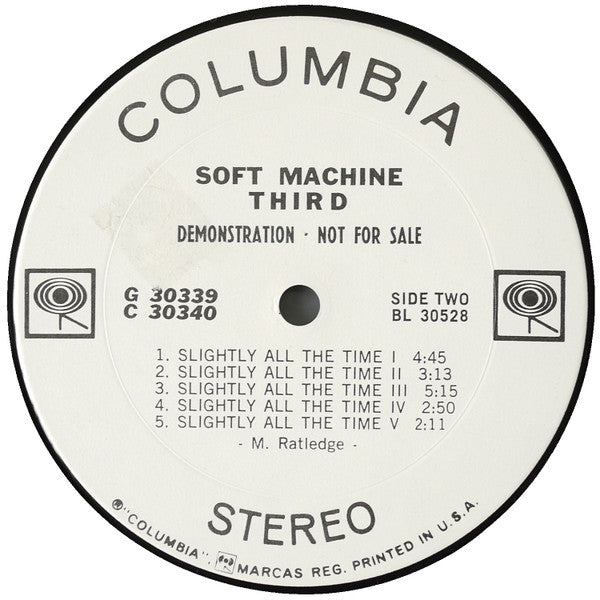 COLUMBIA
SOFT MACHINE
THIRD
DEMONSTRATION · NOT FOR SALE
G 30339
C 30340
SIDE TWO
BL 30528
1. SLIGHTLY ALL THE TIME I 4:45
2. SLIGHTLY ALL THE TIME II 3:13
3. SLIGHTLY ALL THE TIME III 5:15
4. SLIGHTLY ALL THE TIME IV 2:50
5. SLIGHTLY ALL THE TIME V 2:11
- M. Ratledge -
STEREO
Ⓟ"COLUMBIA", MARCAS REG. PRINTED IN U.S.A.